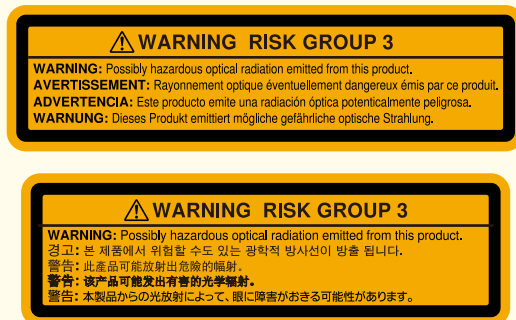 ⚠ WARNING RISK GROUP 3
WARNING: Possibly hazardous optical radiation emitted from this product.
AVERTISSEMENT: Rayonnement optique éventuellement dangereux émis par ce produit.
ADVERTENCIA: Este producto emite una radiación óptica potencialmente peligrosa.
WARNUNG: Dieses Produkt emittiert mögliche gefährliche optische Strahlung.
⚠ WARNING RISK GROUP 3
WARNING: Possibly hazardous optical radiation emitted from this product.
경고: 본 제품에서 위험할 수도 있는 광학적 방사선이 방출 됩니다.
警告: 此產品可能放射出危險的輻射。
警告: 该产品可能发出有害的光学辐射。
警告: 本製品からの光放射によって、眼に障害がおきる可能性があります。